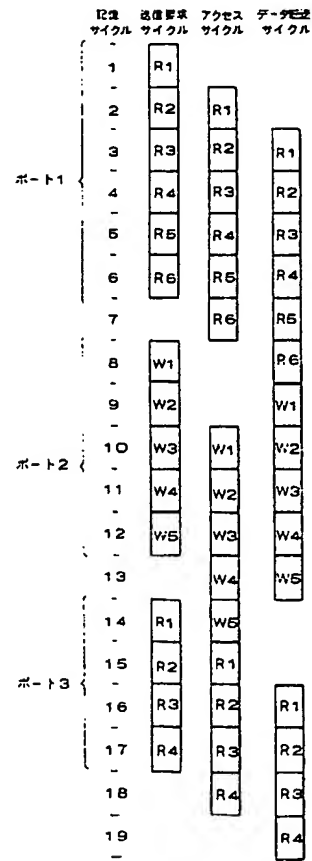 記憶 送信要求 アクセス データ転送
サイクル サイクル サイクル サイクル
1 R1
2 R2 R1
3 R3 R2 R1
ポート1 4 R4 R3 R2
5 R5 R4 R3
6 R6 R5 R4
7 R6 R5
8 W1 R6
9 W2 W1
10 W3 W1 W2
ポート2 11 W4 W2 W3
12 W5 W3 W4
13 W4 W5
14 R1 W5
15 R2 R1
ポート3 16 R3 R2 R1
17 R4 R3 R2
18 R4 R3
19 R4